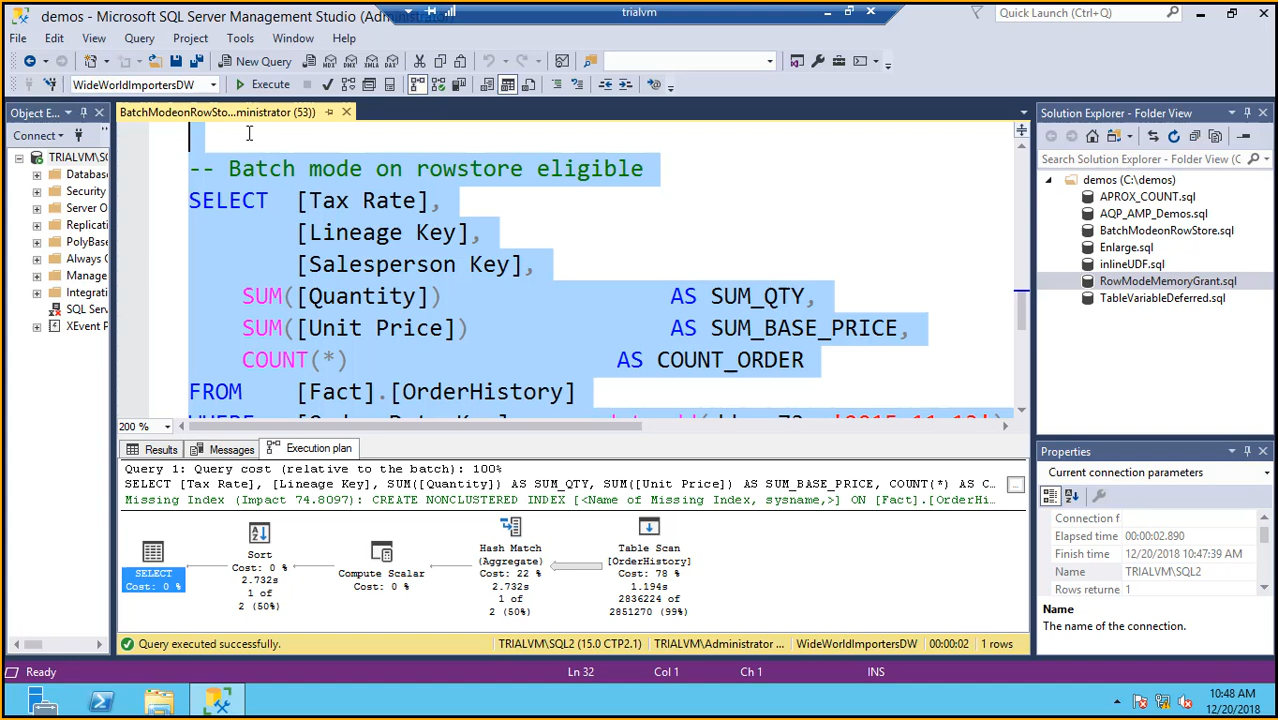 demos - Microsoft SQL Server Management Studio (Administrator)
trialvm
Quick Launch (Ctrl+Q)
File Edit View Query Project Tools Window Help
New Query
MDX DMX XMLA DAX
WideWorldImportersDW
Execute
Object E...
BatchModeonRowSto...ministrator (53))
Solution Explorer - Folder View
Connect
TRIALVM\SQ
Databas
Security
Server O
Replicati
PolyBase
Always C
Manage
Integrati
SQL Serv
XEvent P
-- Batch mode on rowstore eligible
SELECT [Tax Rate],
[Lineage Key],
[Salesperson Key],
SUM([Quantity]) AS SUM_QTY,
SUM([Unit Price]) AS SUM_BASE_PRICE,
COUNT(*) AS COUNT_ORDER
FROM [Fact].[OrderHistory]
200 %
Search Solution Explorer - Folder View
demos (C:\demos)
APROX_COUNT.sql
AQP_AMP_Demos.sql
BatchModeonRowStore.
Enlarge.sql
inlineUDF.sql
RowModeMemoryGrant.sql
TableVariableDeferred.sql
Results Messages Execution plan
Query 1: Query cost (relative to the batch): 100%
SELECT [Tax Rate], [Lineage Key], SUM([Quantity]) AS SUM_QTY, SUM([Unit Price]) AS SUM_BASE_PRICE, COUNT(*) AS C...
Missing Index (Impact 74.8097): CREATE NONCLUSTERED INDEX [<Name of Missing Index, sysname,>] ON [Fact].[OrderHi...
SELECT
Cost: 0 %
Sort
Cost: 0 %
2.732s
1 of
2 (50%)
Compute Scalar
Cost: 0 %
Hash Match
(Aggregate)
Cost: 22 %
2.732s
1 of
2 (50%)
Table Scan
[OrderHistory]
Cost: 78 %
1.194s
2836224 of
2851270 (99%)
Properties
Current connection parameters
Connection f
Elapsed time 00:00:02.890
Finish time 12/20/2018 10:47:39 AM
Name TRIALVM\SQL2
Rows returne 1
Name
The name of the connection.
Query executed successfully.
TRIALVM\SQL2 (15.0 CTP2.1) TRIALVM\Administrator ... WideWorldImportersDW 00:00:02 1 rows
Ready Ln 32 Col 1 Ch 1 INS
10:48 AM
12/20/2018